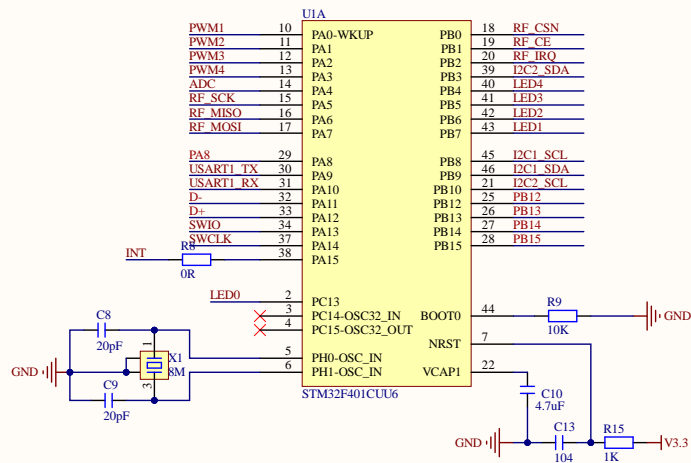 U1A
PWM1 10 PA0-WKUP PB0 18 RF_CSN
PWM2 11 PA1 PB1 19 RF_CE
PWM3 12 PA2 PB2 20 RF_IRQ
PWM4 13 PA3 PB3 39 I2C2_SDA
ADC 14 PA4 PB4 40 LED4
RF_SCK 15 PA5 PB5 41 LED3
RF_MISO 16 PA6 PB6 42 LED2
RF_MOSI 17 PA7 PB7 43 LED1
PA8 29 PA8 PB8 45 I2C1_SCL
USART1_TX 30 PA9 PB9 46 I2C1_SDA
USART1_RX 31 PA10 PB10 21 I2C2_SCL
D- 32 PA11 PB12 25 PB12
D+ 33 PA12 PB13 26 PB13
SWIO 34 PA13 PB14 27 PB14
SWCLK 37 PA14 PB15 28 PB15
INT R8 38 PA15
0R
LED0 2 PC13
3 PC14-OSC32_IN BOOT0 44 R9 GND
4 PC15-OSC32_OUT 10K
C8
20pF
NRST 7
1
5 PH0-OSC_IN
GND X1
8M
6 PH1-OSC_IN VCAP1 22
3
C9
20pF
STM32F401CUU6
C10
4.7uF
GND C13 R15 V3.3
104 1K